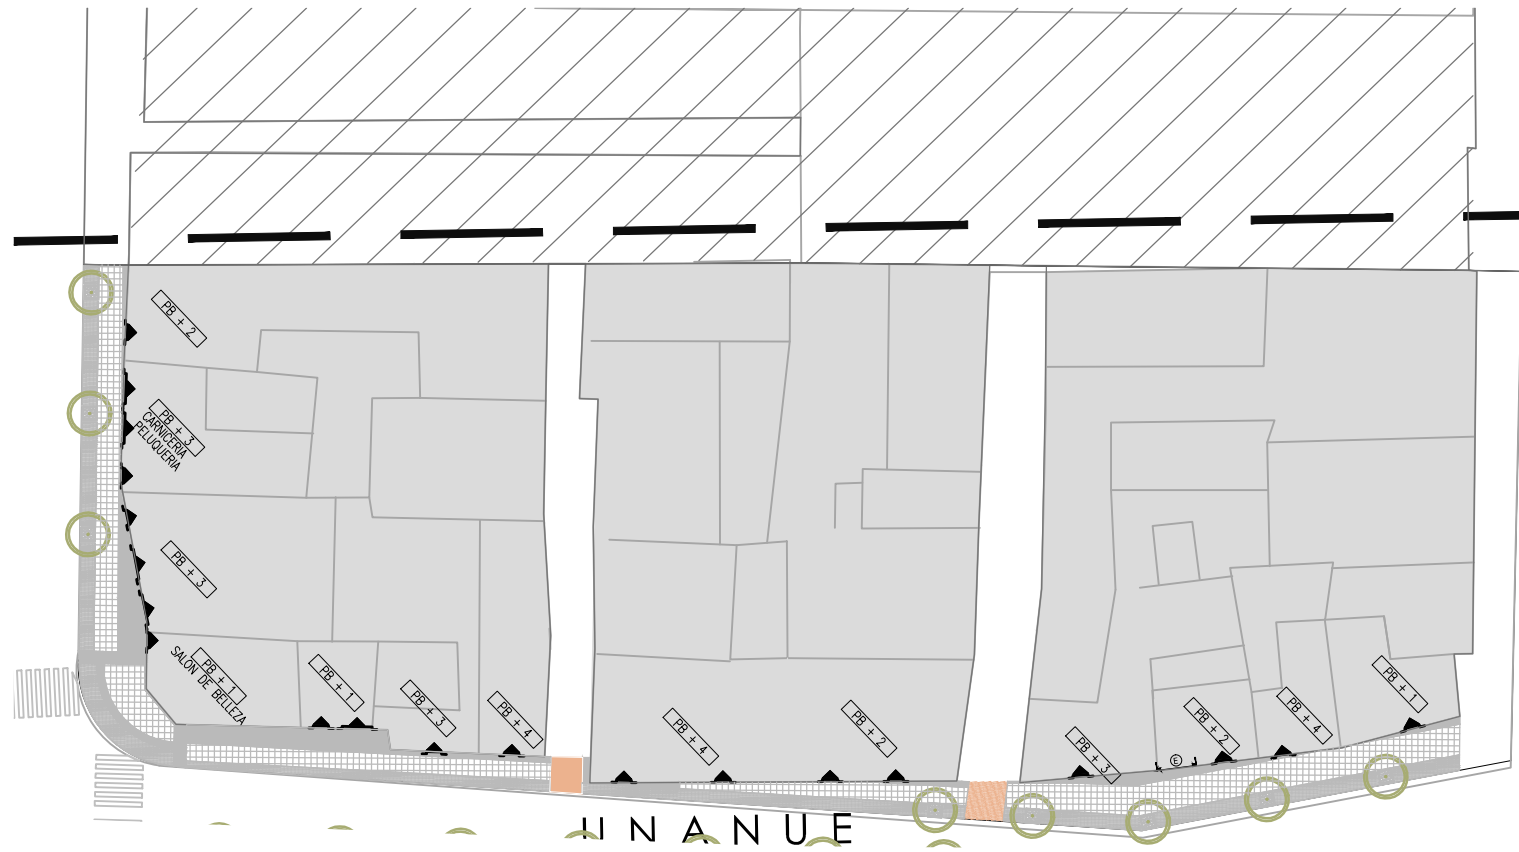 PB + 2
PB + 3
CARNICERIA
PELUQUERIA
PB + 3
PB + 1
SALON DE BELLEZA
PB + 1
PB + 3
PB + 4
PB + 4
PB + 2
PB + 3
E
PB + 2
PB + 4
PB + 1
UNANUE